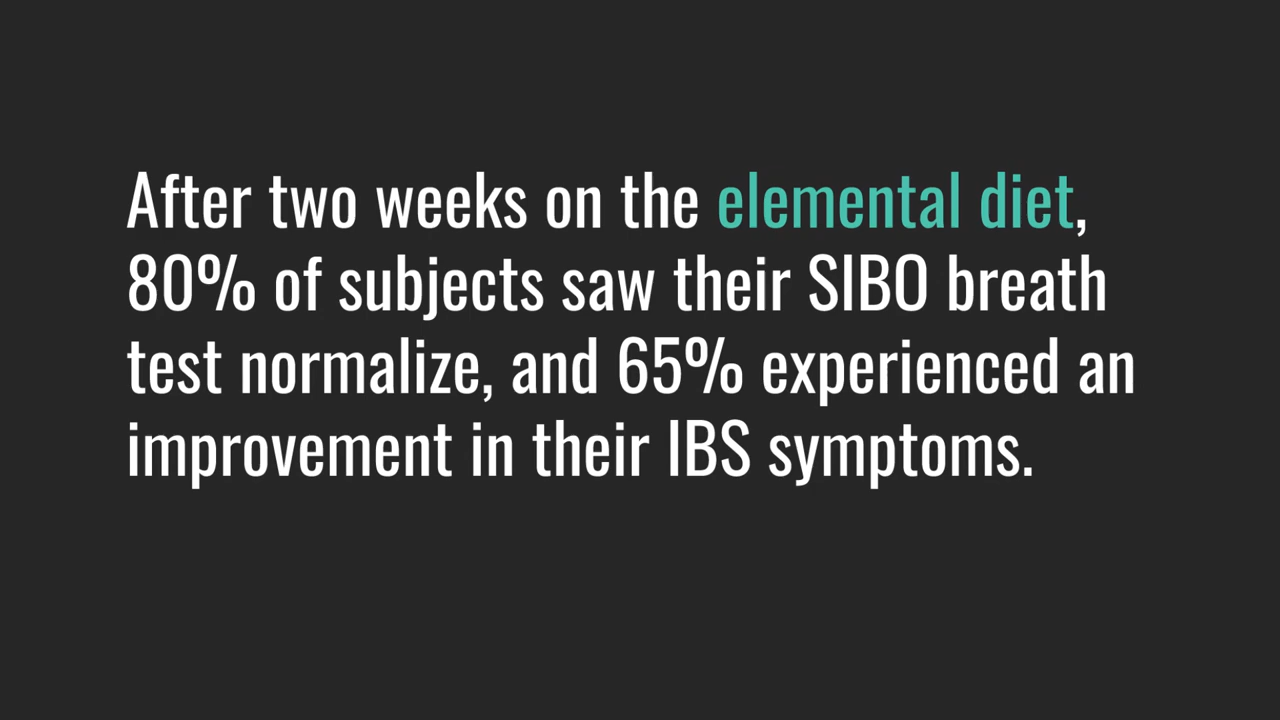 After two weeks on the elemental diet,
80% of subjects saw their SIBO breath
test normalize, and 65% experienced an
improvement in their IBS symptoms.